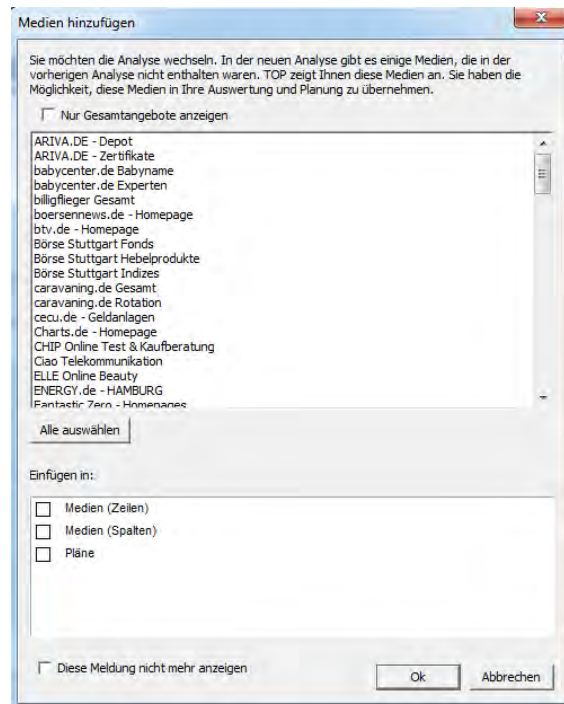 Medien hinzufügen
Sie möchten die Analyse wechseln. In der neuen Analyse gibt es einige Medien, die in der
vorherigen Analyse nicht enthalten waren. TOP zeigt Ihnen diese Medien an. Sie haben die
Möglichkeit, diese Medien in Ihre Auswertung und Planung zu übernehmen.
Nur Gesamtangebote anzeigen
ARIVA.DE - Depot
ARIVA.DE - Zertifikate
babycenter.de Babyname
babycenter.de Experten
billigflieger Gesamt
boersennews.de - Homepage
btv.de - Homepage
Börse Stuttgart Fonds
Börse Stuttgart Hebelprodukte
Börse Stuttgart Indizes
caravaning.de Gesamt
caravaning.de Rotation
cecu.de - Geldanlagen
Charts.de - Homepage
CHIP Online Test & Kaufberatung
Ciao Telekommunikation
ELLE Online Beauty
ENERGY.de - HAMBURG
Fantastic Zero - Homepages
Alle auswählen
Einfügen in:
Medien (Zeilen)
Medien (Spalten)
Pläne
Diese Meldung nicht mehr anzeigen
Ok
Abbrechen